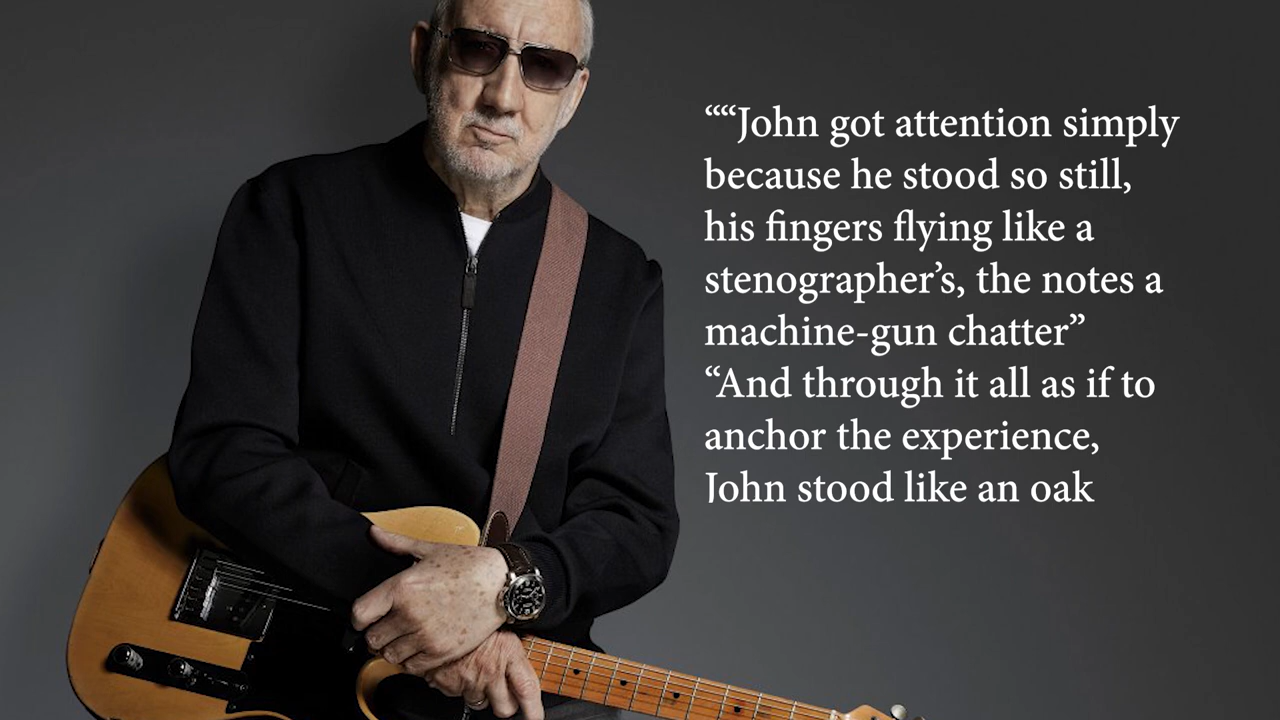 ““John got attention simply
because he stood so still,
his fingers flying like a
stenographer’s, the notes a
machine-gun chatter”
“And through it all as if to
anchor the experience,
John stood like an oak